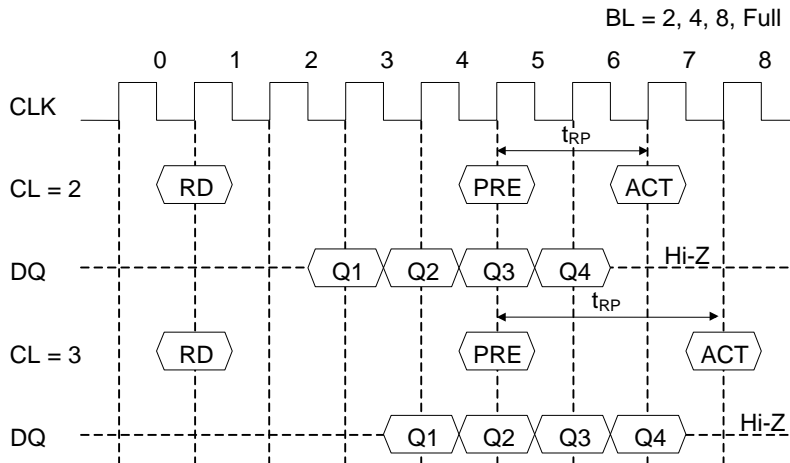 BL = 2, 4, 8, Full
0 1 2 3 4 5 6 7 8
CLK
tRP
CL = 2 RD PRE ACT
DQ Q1 Q2 Q3 Q4 Hi-Z
tRP
CL = 3 RD PRE ACT
DQ Q1 Q2 Q3 Q4 Hi-Z